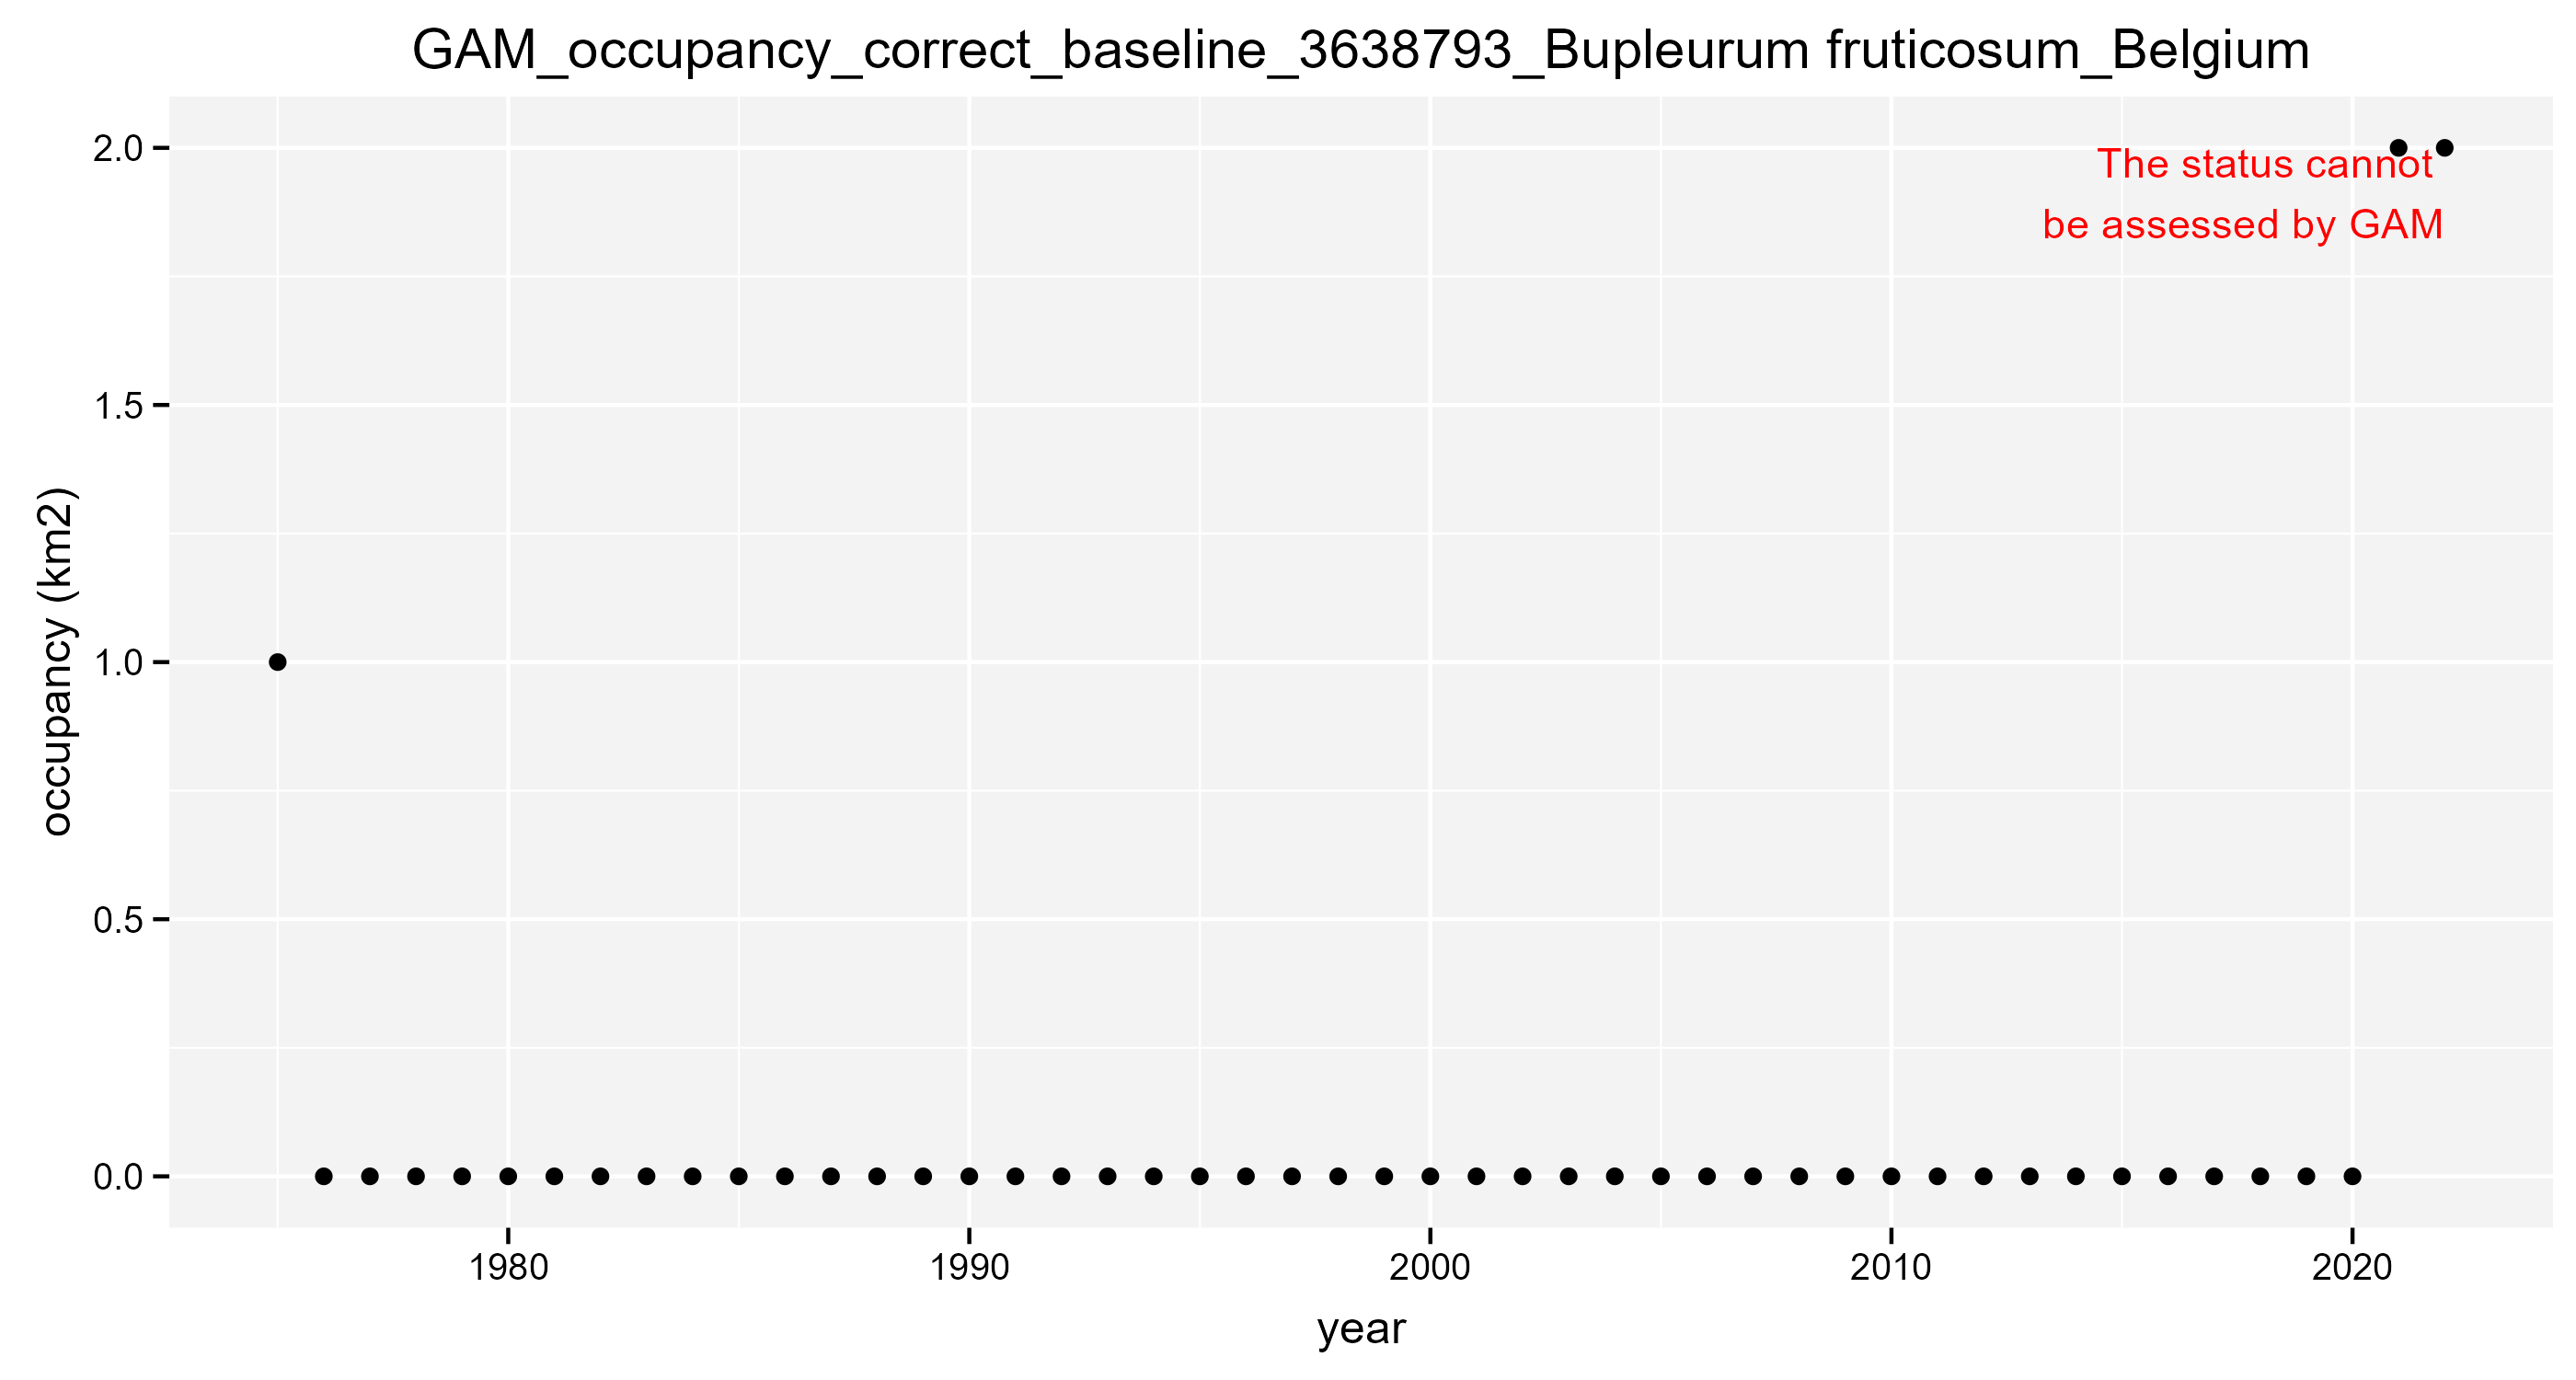 GAM_occupancy_correct_baseline_3638793_Bupleurum fruticosum_Belgium
2.0
The status cannot
be assessed by GAM
1.5
occupancy (km2)
1.0
0.5
0.0
1980 1990 2000 2010 2020
year